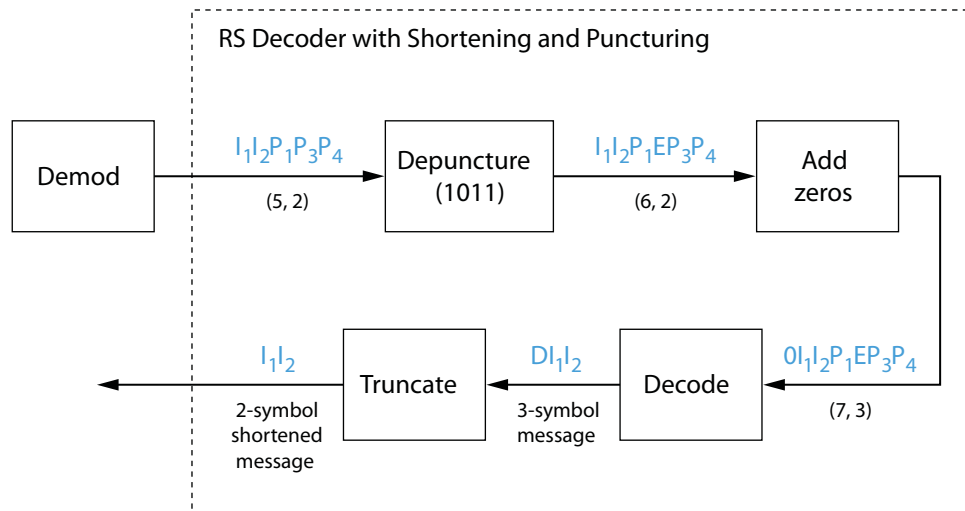 RS Decoder with Shortening and Puncturing
Demod
I₁I₂P₁P₃P₄
(5, 2)
Depuncture
(1011)
I₁I₂P₁EP₃P₄
(6, 2)
Add
zeros
I₁I₂
2-symbol
shortened
message
Truncate
DI₁I₂
3-symbol
message
Decode
0I₁I₂P₁EP₃P₄
(7, 3)